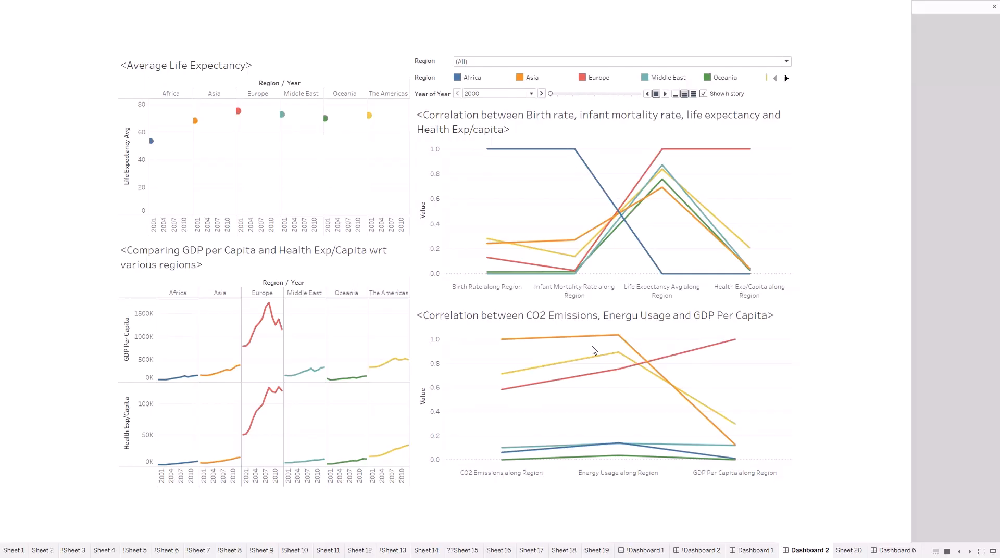 <Average Life Expectancy>
Region / Year
Africa Asia Europe Middle East Oceania The Americas
Life Expectancy Avg
80
60
40
20
0
2001 2004 2007 2010 2001 2004 2007 2010 2001 2004 2007 2010 2001 2004 2007 2010 2001 2004 2007 2010 2001 2004 2007 2010
<Comparing GDP per Capita and Health Exp/Capita wrt
various regions>
Region / Year
Africa Asia Europe Middle East Oceania The Americas
GDP Per Capita
1500K
1000K
500K
0K
Health Exp/Capita
100K
50K
0K
2001 2004 2007 2010 2001 2004 2007 2010 2001 2004 2007 2010 2001 2004 2007 2010 2001 2004 2007 2010 2001 2004 2007 2010
Region (All)
Region Africa Asia Europe Middle East Oceania
Year of Year 2000 Show history
<Correlation between Birth rate, infant mortality rate, life expectancy and
Health Exp/capita>
Value
1.0
0.8
0.6
0.4
0.2
0.0
Birth Rate along Region Infant Mortality Rate along Life Expectancy Avg along Health Exp/Capita along
Region Region Region
<Correlation between CO2 Emissions, Energu Usage and GDP Per Capita>
Value
1.0
0.8
0.6
0.4
0.2
0.0
CO2 Emissions along Region Energy Usage along Region GDP Per Capita along Region
Sheet 1 Sheet 2 !Sheet 3 Sheet 4 !Sheet 5 !Sheet 6 !Sheet 7 !Sheet 8 !Sheet 9 !Sheet 10 Sheet 11 Sheet 12 !Sheet 13 Sheet 14 ??Sheet 15 Sheet 16 Sheet 17 Sheet 18 Sheet 19 !Dashboard 1 !Dashboard 2 Dashboard 1 Dashboard 2 Sheet 20 Dashboard 6